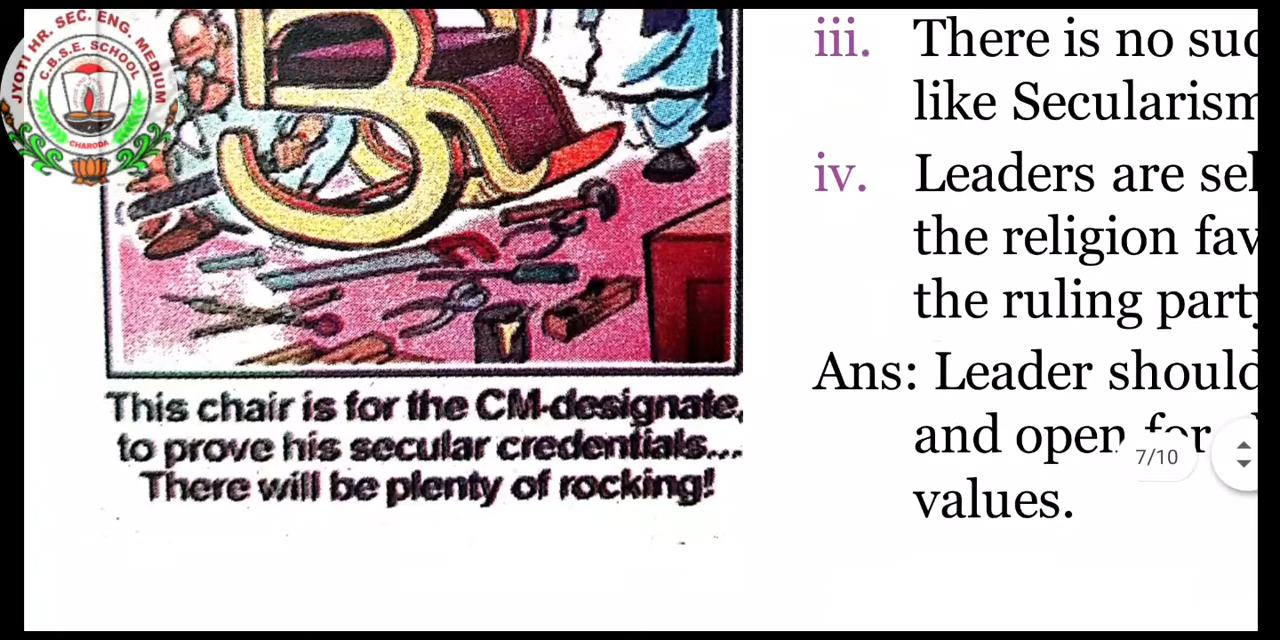 JYOTI HR. SEC. ENG. MEDIUM
C.B.S.E. SCHOOL
CHARODA
This chair is for the CM-designate,
to prove his secular credentials...
There will be plenty of rocking!
iii. There is no suc
like Secularism
iv. Leaders are sel
the religion fav
the ruling party
Ans: Leader should
and open for
values.
7/10